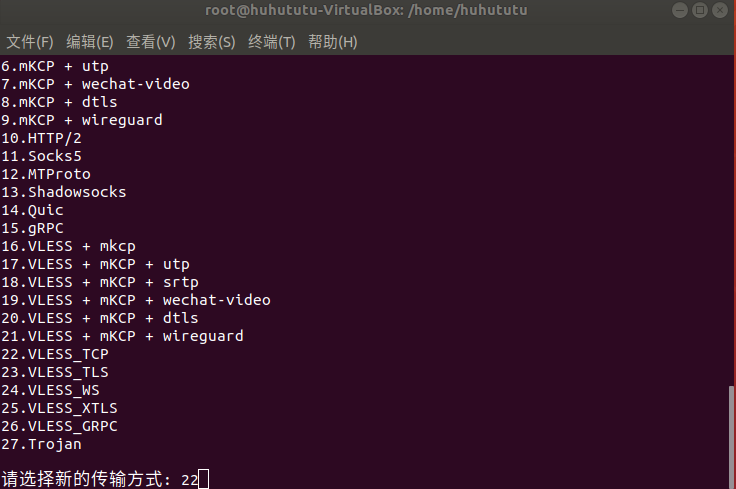 root@huhututu-VirtualBox: /home/huhututu
文件(F) 编辑(E) 查看(V) 搜索(S) 终端(T) 帮助(H)
6.mKCP + utp
7.mKCP + wechat-video
8.mKCP + dtls
9.mKCP + wireguard
10.HTTP/2
11.Socks5
12.MTProto
13.Shadowsocks
14.Quic
15.gRPC
16.VLESS + mkcp
17.VLESS + mKCP + utp
18.VLESS + mKCP + srtp
19.VLESS + mKCP + wechat-video
20.VLESS + mKCP + dtls
21.VLESS + mKCP + wireguard
22.VLESS_TCP
23.VLESS_TLS
24.VLESS_WS
25.VLESS_XTLS
26.VLESS_GRPC
27.Trojan
请选择新的传输方式: 22